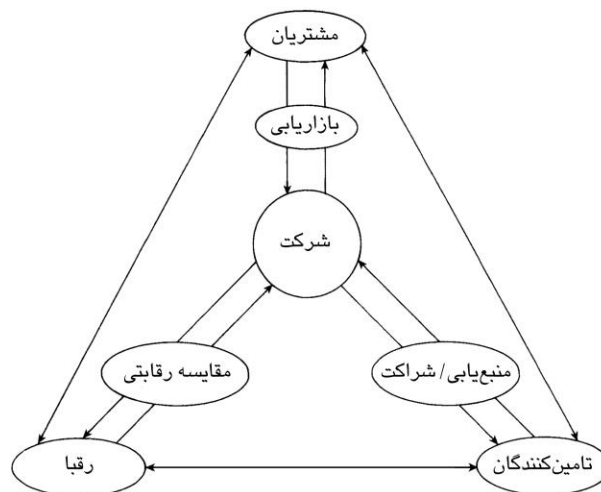 مشتریان
بازاریابی
شرکت
مقایسه رقابتی
منبع‌یابی / شراکت
رقبا
تامین‌کنندگان